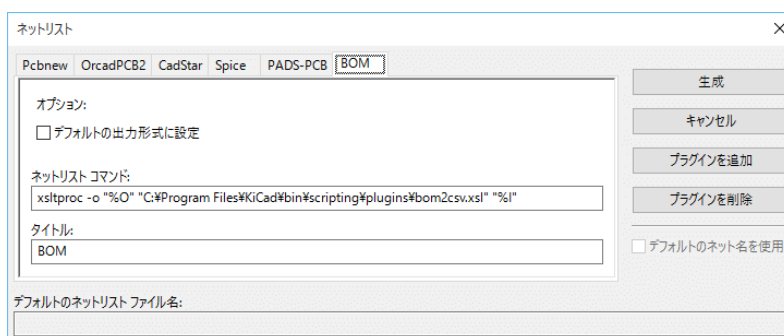 ネットリスト
Pcbnew OrcadPCB2 CadStar Spice PADS-PCB BOM
オプション:
デフォルトの出力形式に設定
ネットリスト コマンド:
xsltproc -o "%O" "C:¥Program Files¥KiCad¥bin¥scripting¥plugins¥bom2csv.xsl" "%I"
タイトル:
BOM
生成
キャンセル
プラグインを追加
プラグインを削除
デフォルトのネット名を使用
デフォルトのネットリスト ファイル名: